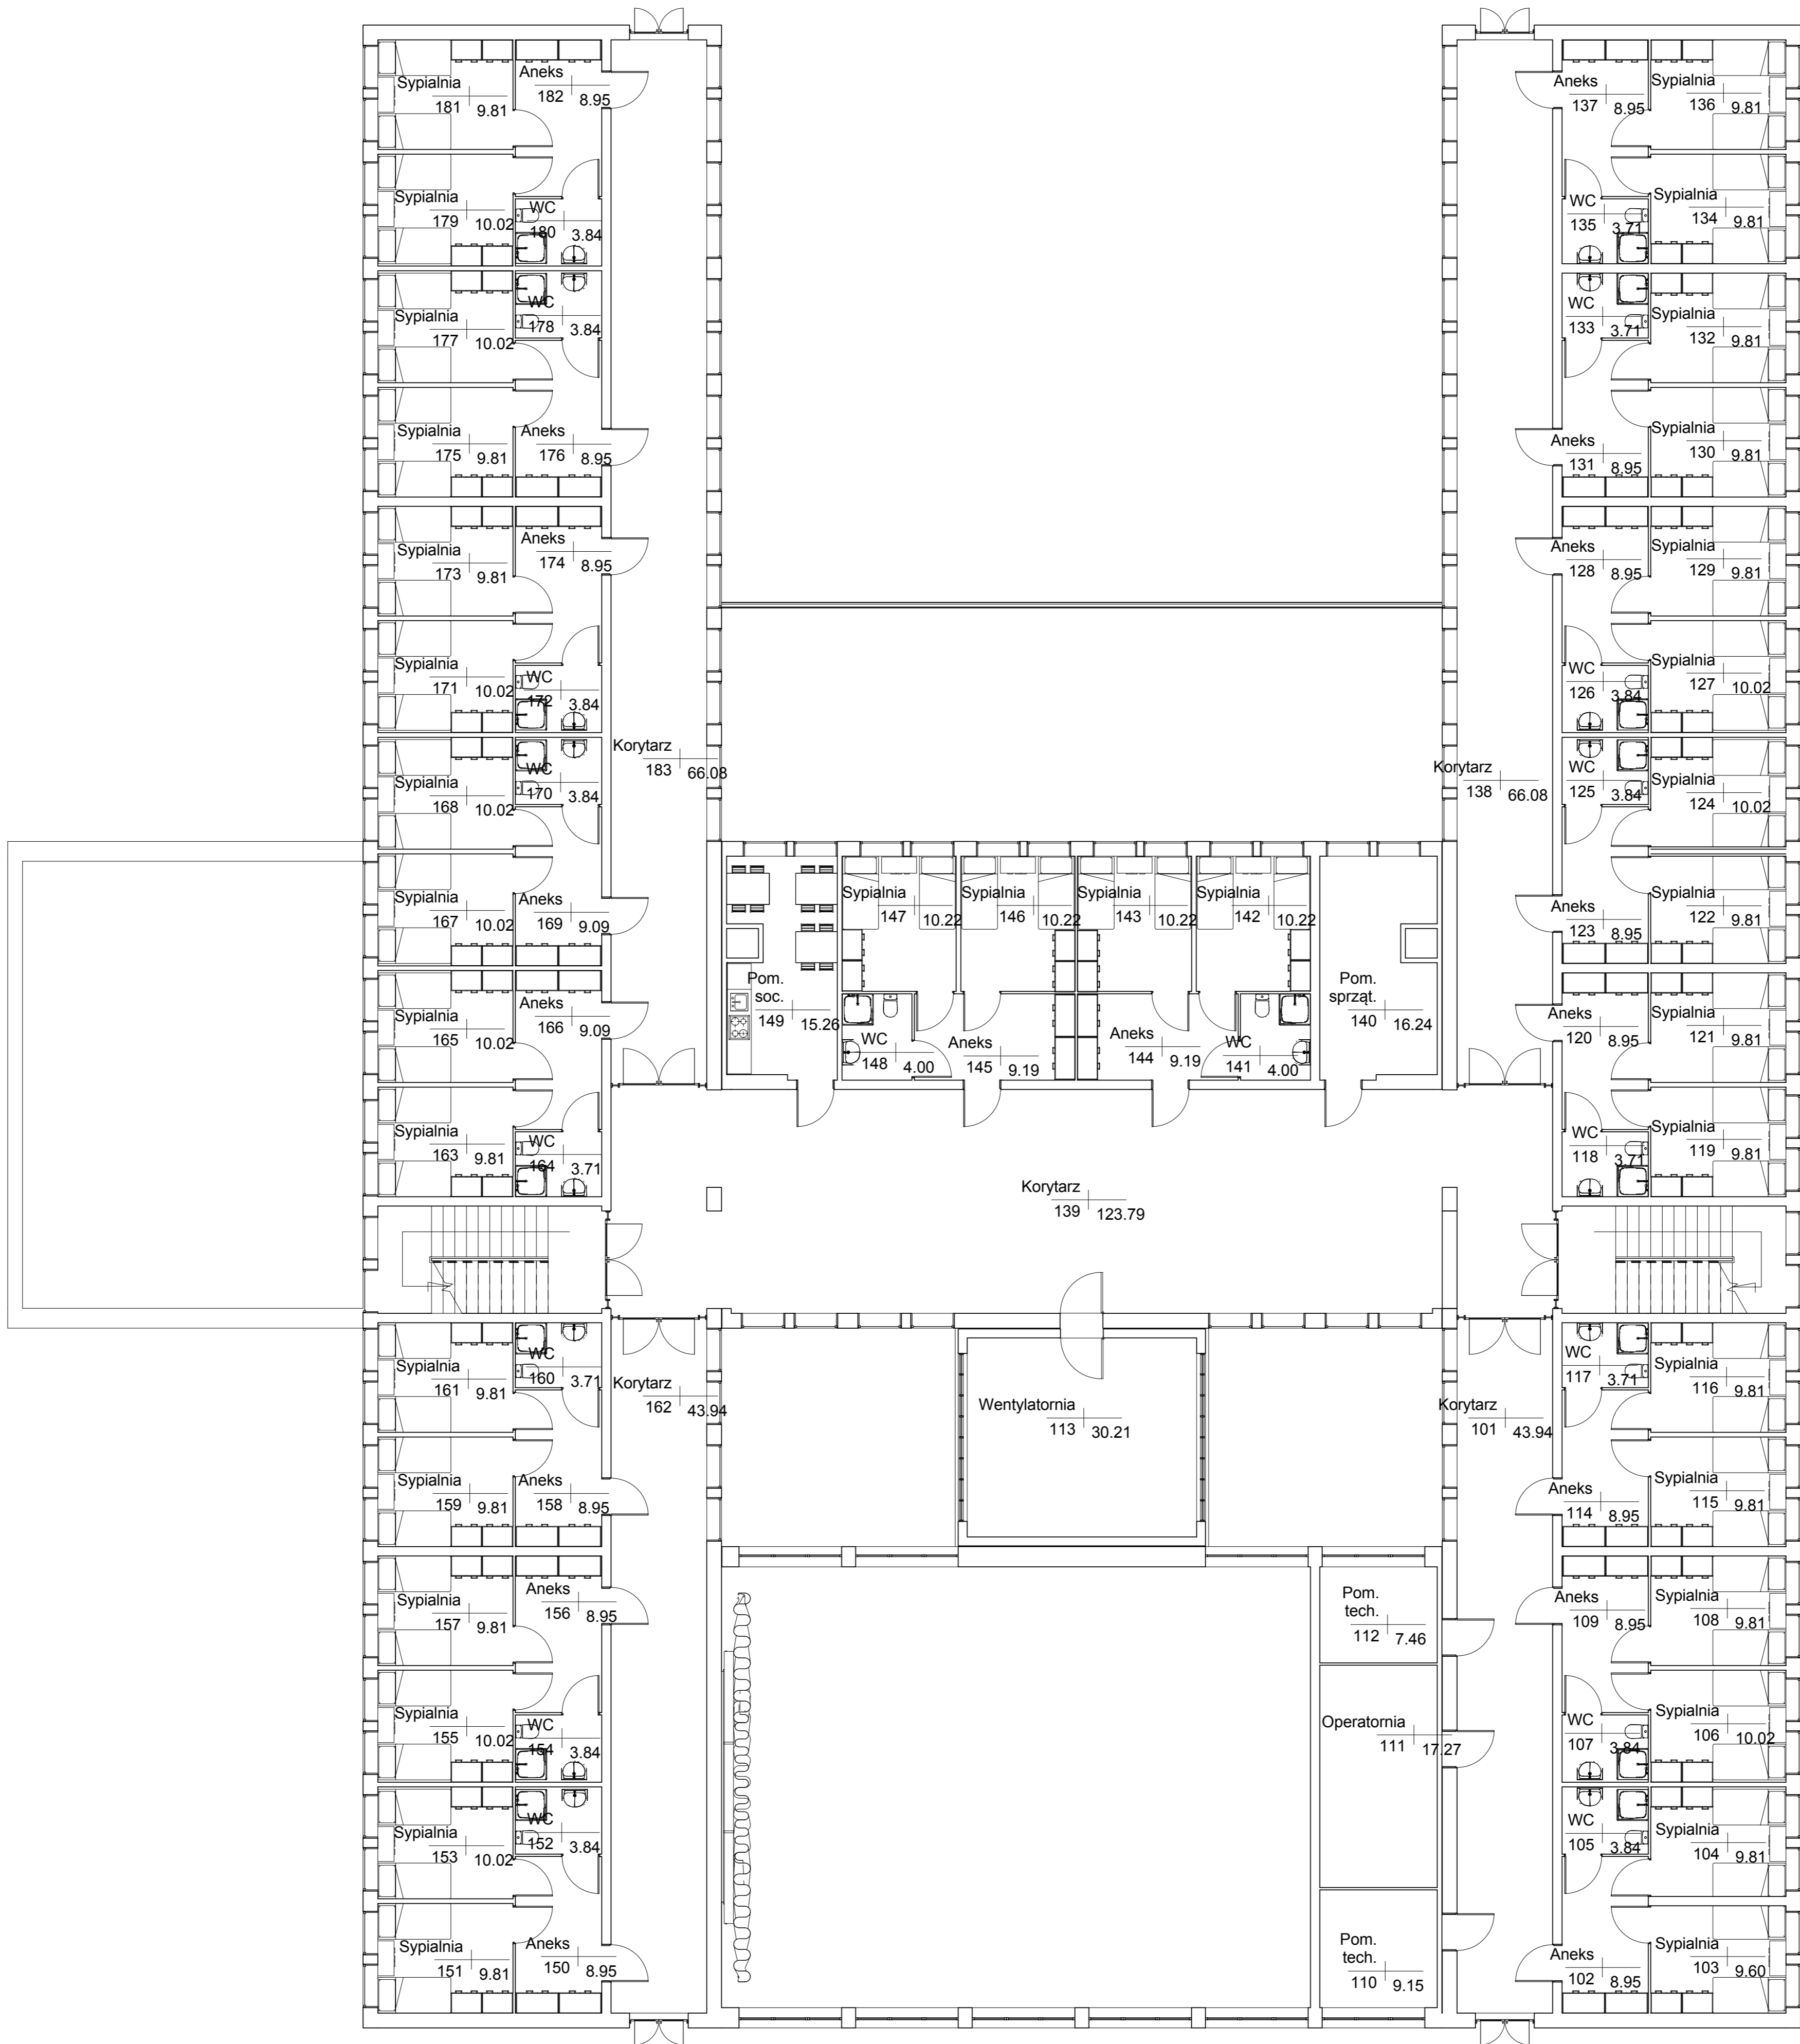 Sypialnia
181 9.81
Aneks
182 8.95
Sypialnia
179 10.02
WC
180 3.84
Sypialnia
177 10.02
WC
178 3.84
Sypialnia
175 9.81
Aneks
176 8.95
Sypialnia
173 9.81
Aneks
174 8.95
Sypialnia
171 10.02
WC
172 3.84
Korytarz
183 66.08
Sypialnia
168 10.02
WC
170 3.84
Sypialnia
167 10.02
Aneks
169 9.09
Sypialnia
165 10.02
Aneks
166 9.09
Sypialnia
163 9.81
WC
164 3.71
Sypialnia
161 9.81
WC
160 3.71
Korytarz
162 43.94
Sypialnia
159 9.81
Aneks
158 8.95
Sypialnia
157 9.81
Aneks
156 8.95
Sypialnia
155 10.02
WC
154 3.84
Sypialnia
153 10.02
WC
152 3.84
Sypialnia
151 9.81
Aneks
150 8.95
Pom.
soc.
149 15.26
Sypialnia
147 10.22
Sypialnia
146 10.22
Sypialnia
143 10.22
Sypialnia
142 10.22
WC
148 4.00
Aneks
145 9.19
Aneks
144 9.19
WC
141 4.00
Pom.
sprząt.
140 16.24
Korytarz
139 123.79
Wentylatornia
113 30.21
Pom.
tech.
112 7.46
Operatornia
111 17.27
Pom.
tech.
110 9.15
Aneks
137 8.95
Sypialnia
136 9.81
WC
135 3.71
Sypialnia
134 9.81
WC
133 3.71
Sypialnia
132 9.81
Aneks
131 8.95
Sypialnia
130 9.81
Aneks
128 8.95
Sypialnia
129 9.81
WC
126 3.84
Sypialnia
127 10.02
Korytarz
138 66.08
WC
125 3.84
Sypialnia
124 10.02
Aneks
123 8.95
Sypialnia
122 9.81
Aneks
120 8.95
Sypialnia
121 9.81
WC
118 3.71
Sypialnia
119 9.81
WC
117 3.71
Sypialnia
116 9.81
Korytarz
101 43.94
Aneks
114 8.95
Sypialnia
115 9.81
Aneks
109 8.95
Sypialnia
108 9.81
WC
107 3.84
Sypialnia
106 10.02
WC
105 3.84
Sypialnia
104 9.81
Aneks
102 8.95
Sypialnia
103 9.60